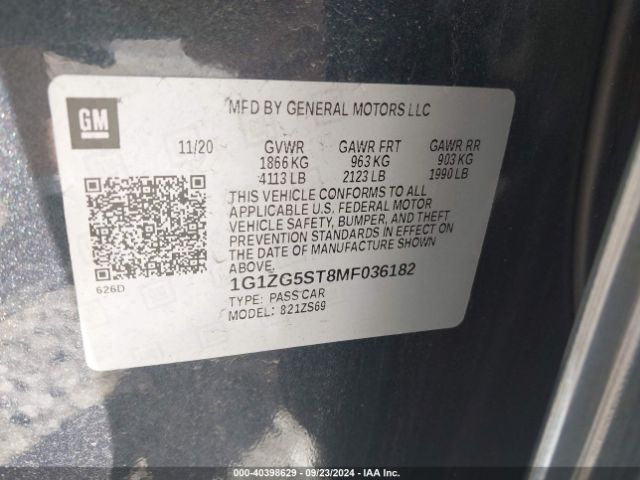 GM
MFD BY GENERAL MOTORS LLC
11/20 GVWR GAWR FRT GAWR RR
1866 KG 963 KG 903 KG
4113 LB 2123 LB 1990 LB
THIS VEHICLE CONFORMS TO ALL
APPLICABLE U.S. FEDERAL MOTOR
VEHICLE SAFETY, BUMPER, AND THEFT
PREVENTION STANDARDS IN EFFECT ON
THE DATE OF MANUFACTURE SHOWN
ABOVE.
626D
1G1ZG5ST8MF036182
TYPE: PASS CAR
MODEL: 821ZS69
000-40398629 - 09/23/2024 - IAA Inc.